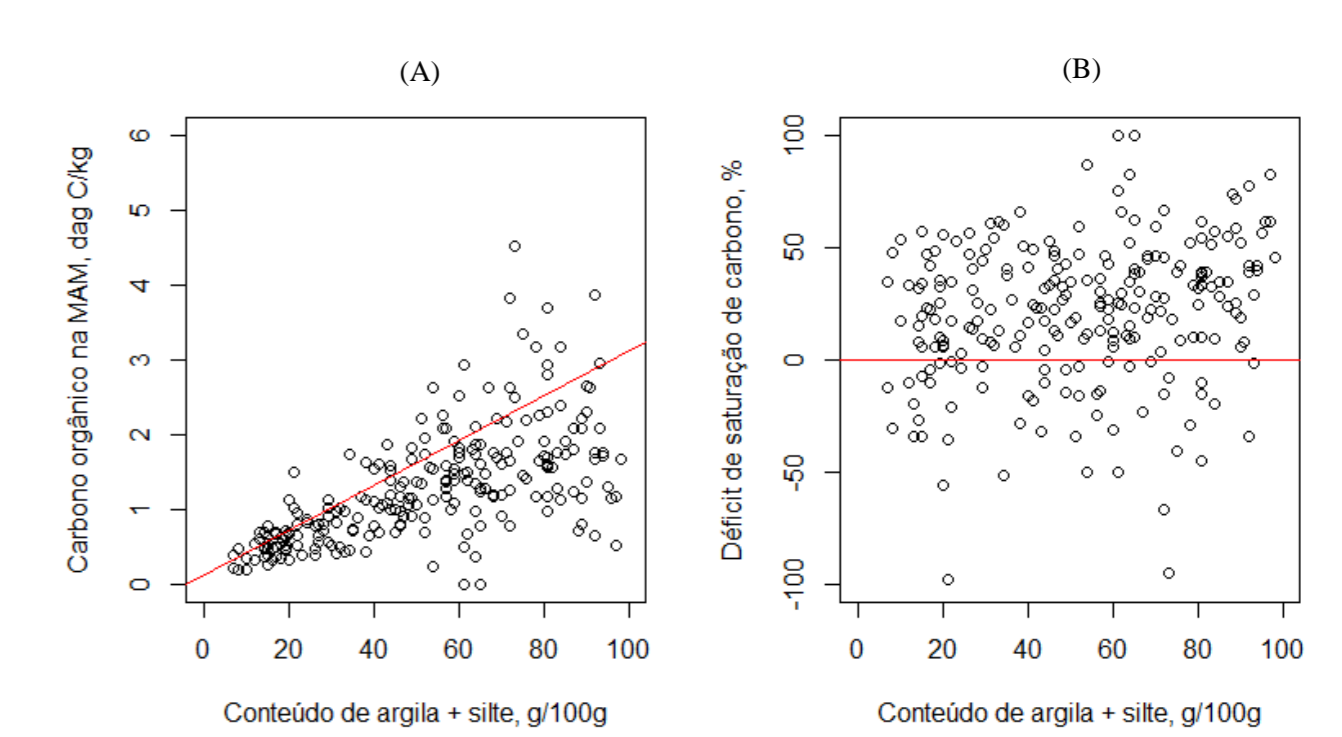 (A)
Carbono orgânico na MAM, dag C/kg
6
5
4
3
2
1
0
0 20 40 60 80 100
Conteúdo de argila + silte, g/100g
(B)
Déficit de saturação de carbono, %
100
50
0
-50
-100
0 20 40 60 80 100
Conteúdo de argila + silte, g/100g